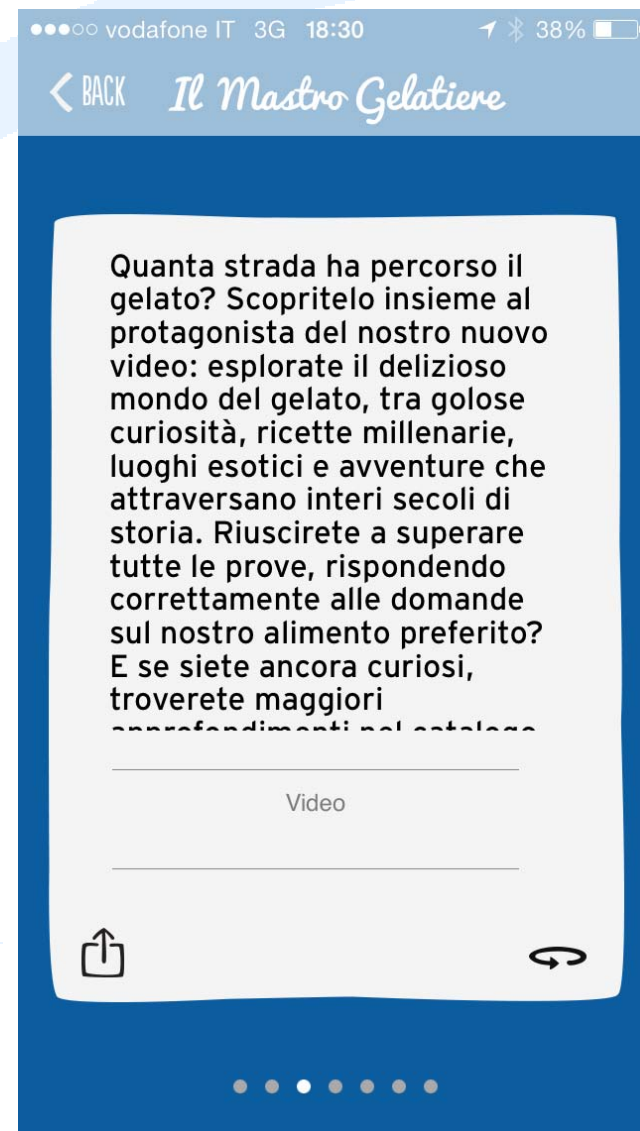 vodafone IT 3G 18:30 38%
BACK Il Mastro Gelatiere
Quanta strada ha percorso il
gelato? Scopritelo insieme al
protagonista del nostro nuovo
video: esplorate il delizioso
mondo del gelato, tra golose
curiosità, ricette millenarie,
luoghi esotici e avventure che
attraversano interi secoli di
storia. Riuscirete a superare
tutte le prove, rispondendo
correttamente alle domande
sul nostro alimento preferito?
E se siete ancora curiosi,
troverete maggiori
approfondimenti nel catalogo
Video